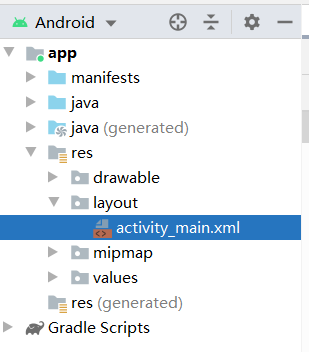 Android
app
manifests
java
java (generated)
res
drawable
layout
activity_main.xml
mipmap
values
res (generated)
Gradle Scripts